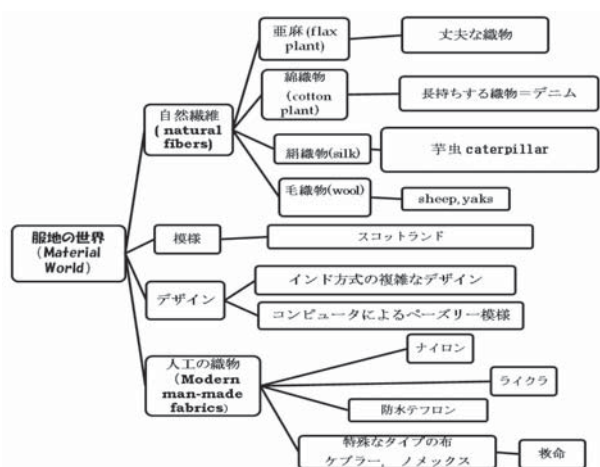 服地の世界
(Material
World)
自然繊維
( natural
fibers)
亜麻(flax
plant)
丈夫な織物
綿織物
(cotton
plant)
長持ちする織物＝デニム
絹織物(silk)
芋虫 caterpillar
毛織物(wool)
sheep,yaks
模様
スコットランド
デザイン
インド方式の複雑なデザイン
コンピュータによるペーズリー模様
人工の織物
(Modern
man-made
fabrics)
ナイロン
ライクラ
防水テフロン
特殊なタイプの布
ケブラー, ノメックス
救命